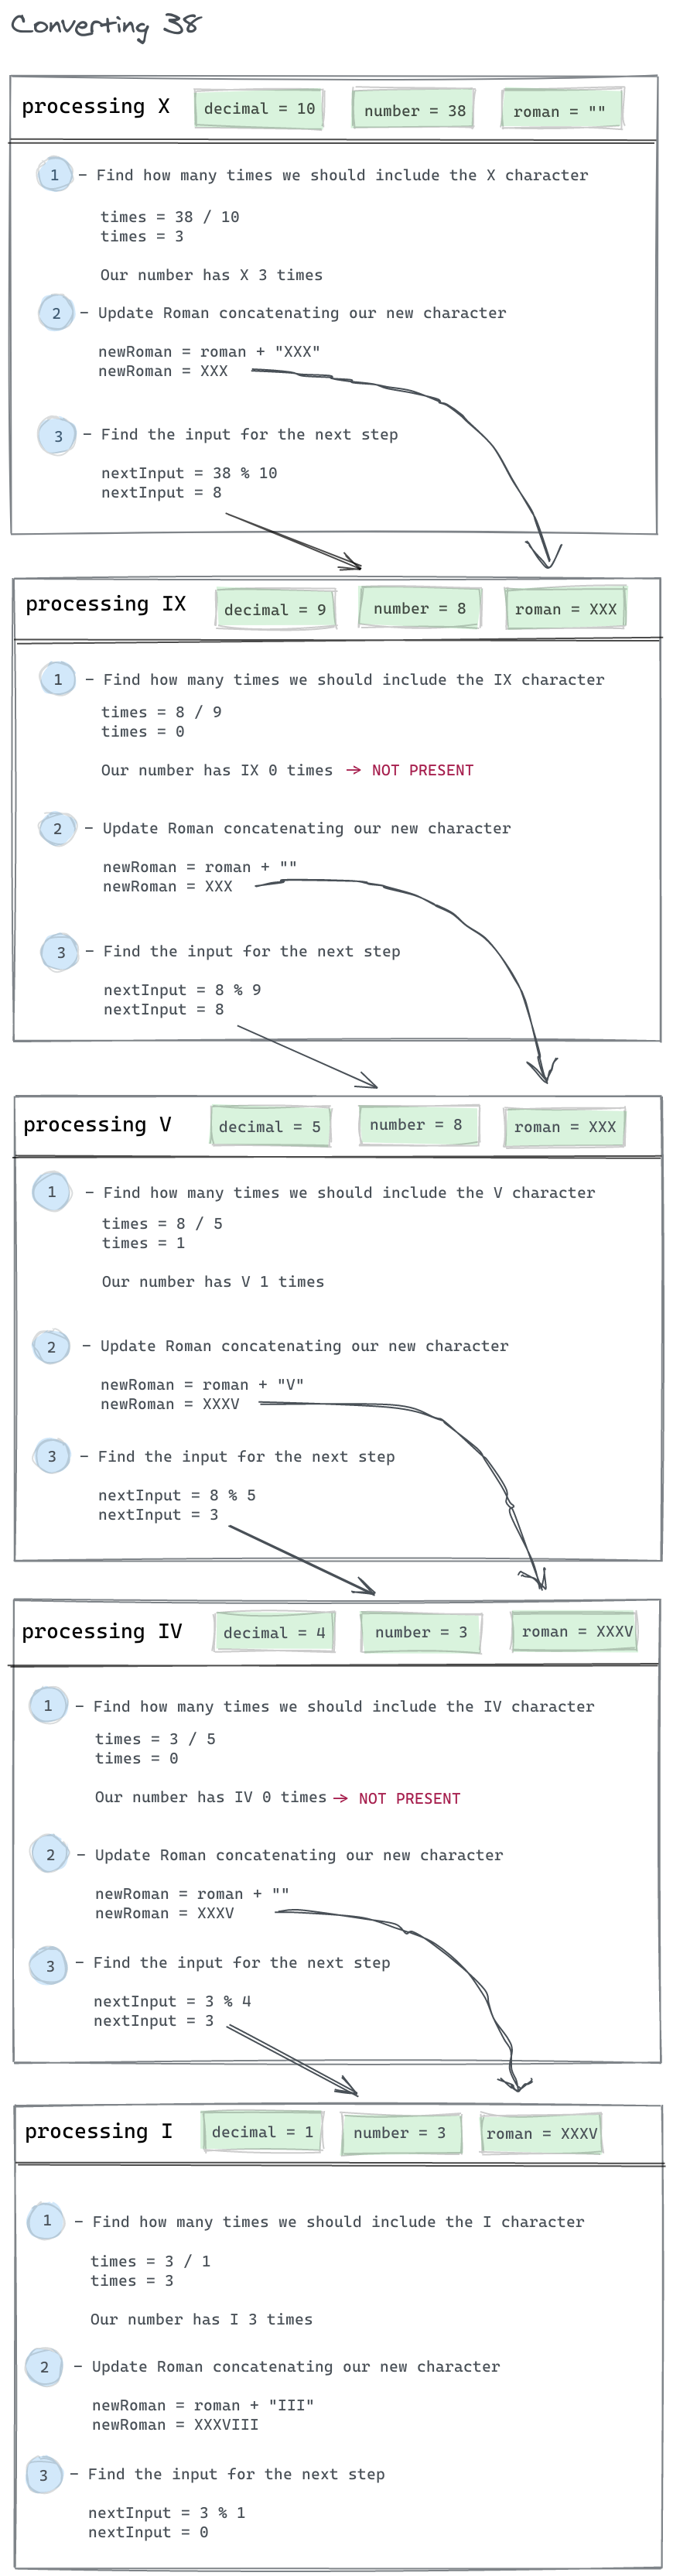 Converting 38
processing X decimal = 10 number = 38 roman = ""
1 - Find how many times we should include the X character
times = 38 / 10
times = 3
Our number has X 3 times
2 - Update Roman concatenating our new character
newRoman = roman + "XXX"
newRoman = XXX
3 - Find the input for the next step
nextInput = 38 % 10
nextInput = 8
processing IX decimal = 9 number = 8 roman = XXX
1 - Find how many times we should include the IX character
times = 8 / 9
times = 0
Our number has IX 0 times → NOT PRESENT
2 - Update Roman concatenating our new character
newRoman = roman + ""
newRoman = XXX
3 - Find the input for the next step
nextInput = 8 % 9
nextInput = 8
processing V decimal = 5 number = 8 roman = XXX
1 - Find how many times we should include the V character
times = 8 / 5
times = 1
Our number has V 1 times
2 - Update Roman concatenating our new character
newRoman = roman + "V"
newRoman = XXXV
3 - Find the input for the next step
nextInput = 8 % 5
nextInput = 3
processing IV decimal = 4 number = 3 roman = XXXV
1 - Find how many times we should include the IV character
times = 3 / 5
times = 0
Our number has IV 0 times → NOT PRESENT
2 - Update Roman concatenating our new character
newRoman = roman + ""
newRoman = XXXV
3 - Find the input for the next step
nextInput = 3 % 4
nextInput = 3
processing I decimal = 1 number = 3 roman = XXXV
1 - Find how many times we should include the I character
times = 3 / 1
times = 3
Our number has I 3 times
2 - Update Roman concatenating our new character
newRoman = roman + "III"
newRoman = XXXVIII
3 - Find the input for the next step
nextInput = 3 % 1
nextInput = 0